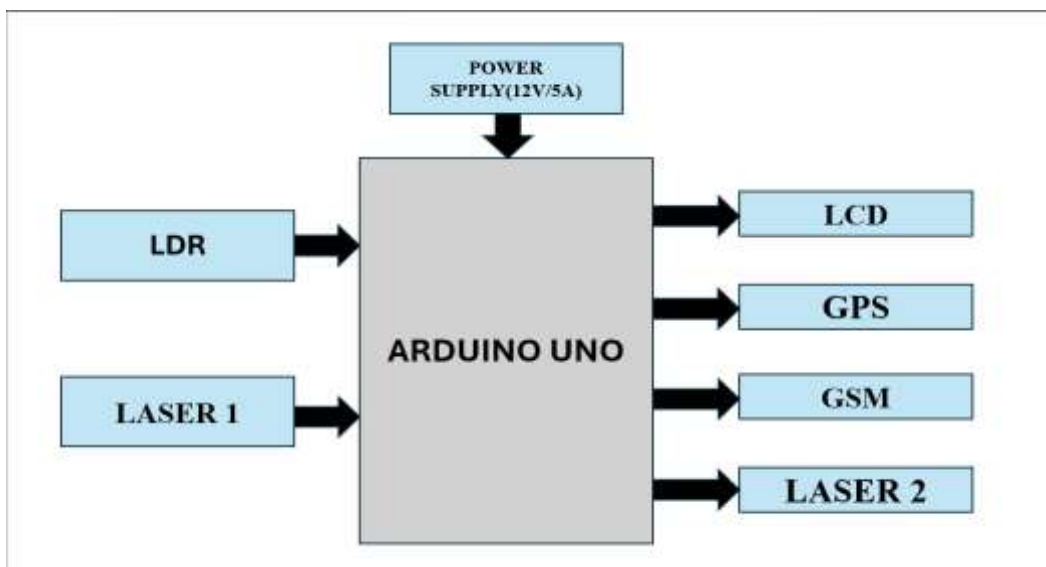 POWER
SUPPLY(12V/5A)
LDR
LCD
GPS
ARDUINO UNO
LASER 1
GSM
LASER 2